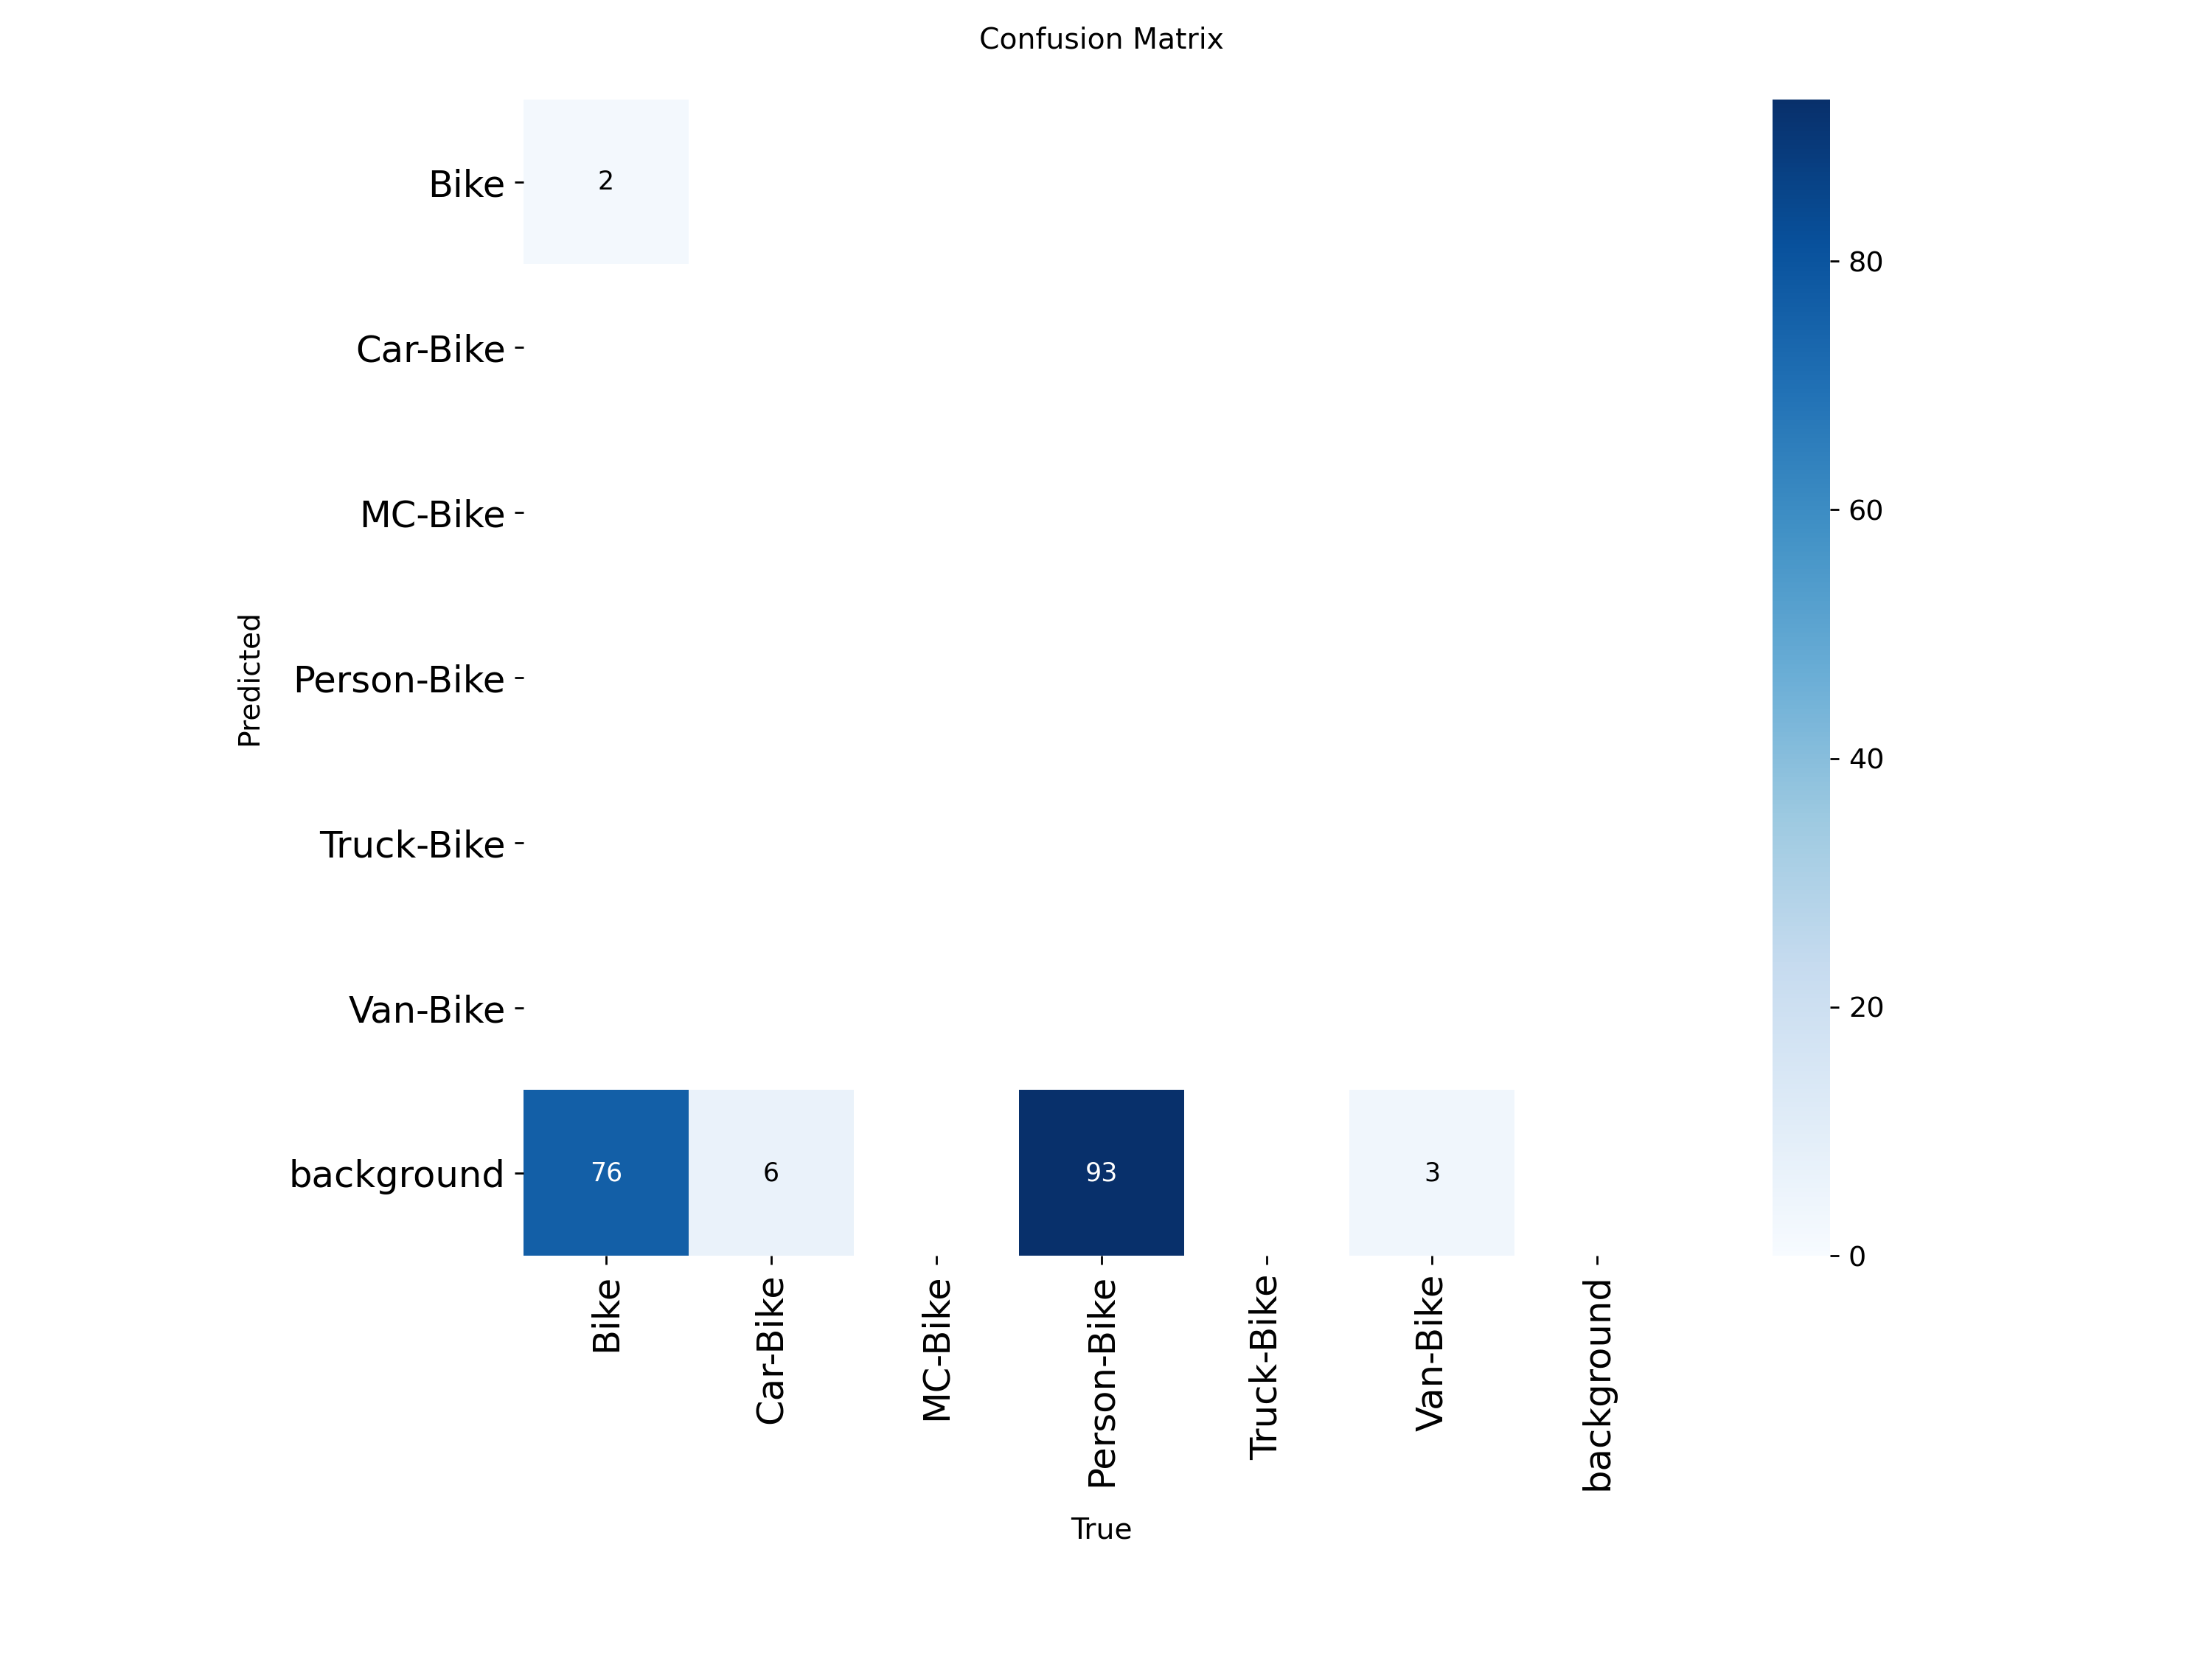 Confusion Matrix
Bike
2
Car-Bike
MC-Bike
Person-Bike
Truck-Bike
Van-Bike
background
76
6
93
3
Predicted
Bike
Car-Bike
MC-Bike
Person-Bike
Truck-Bike
Van-Bike
background
True
80
60
40
20
0